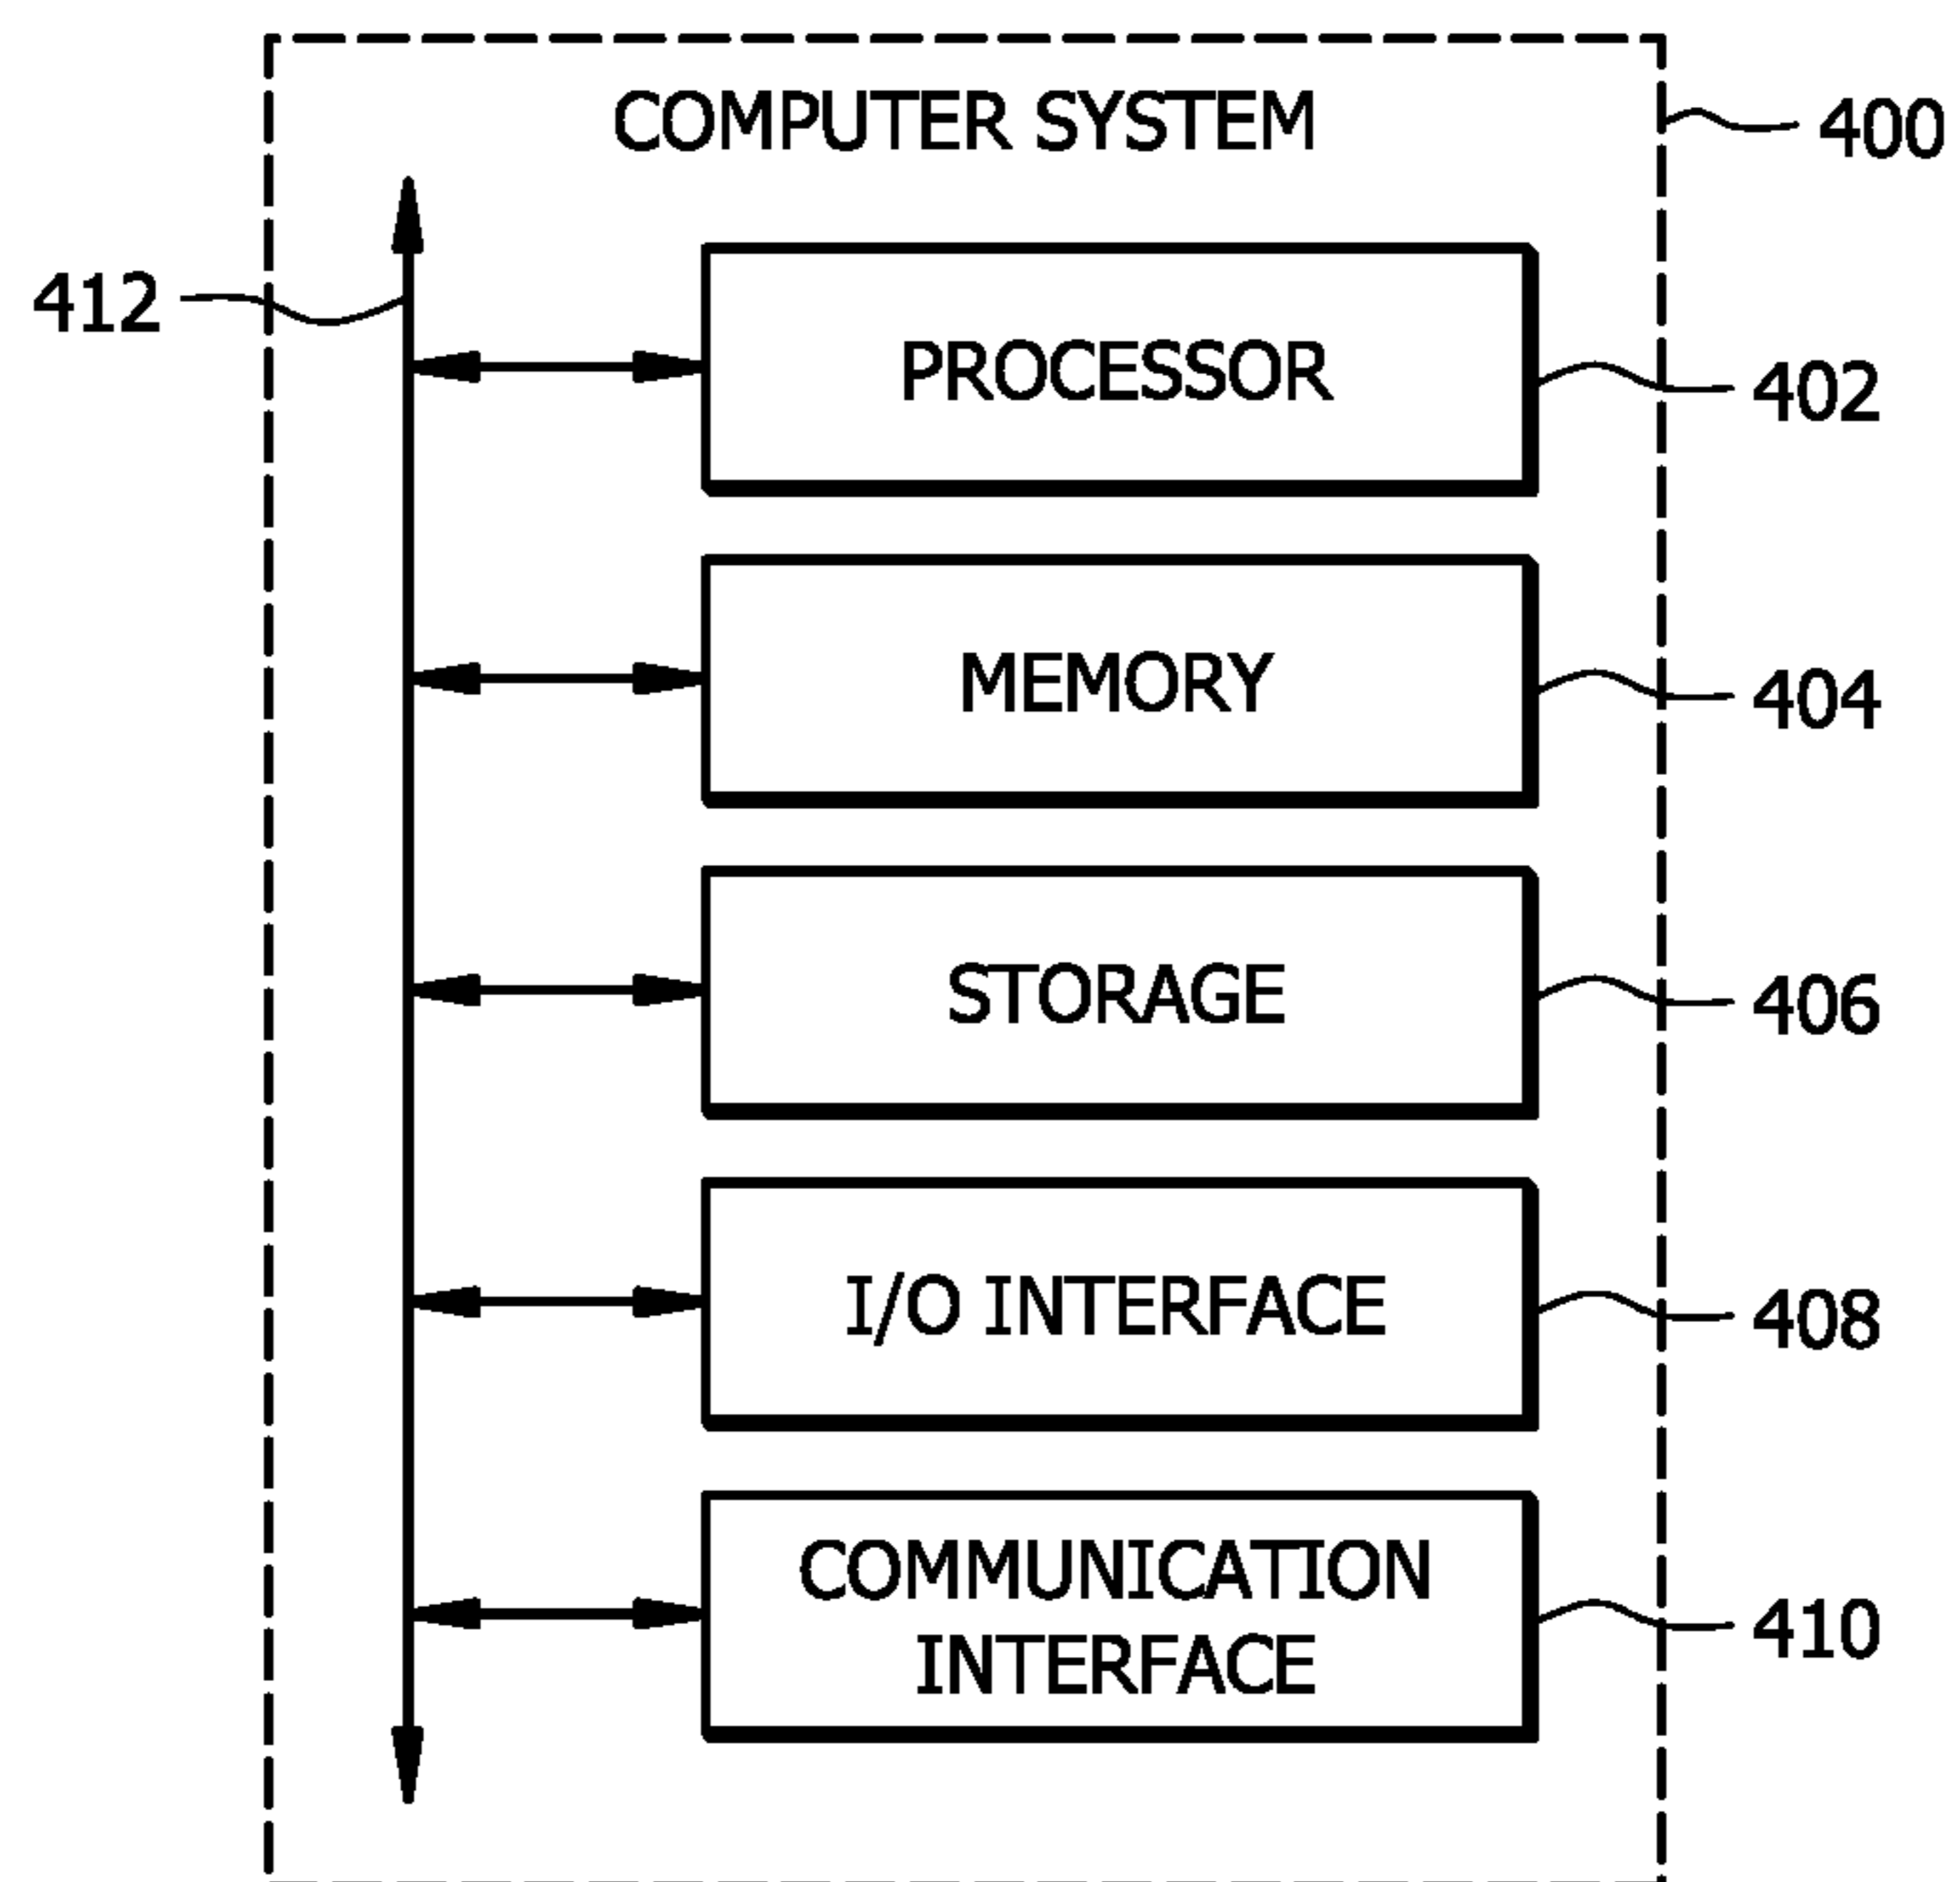 COMPUTER SYSTEM
400
412
PROCESSOR
402
MEMORY
404
STORAGE
406
I/O INTERFACE
408
COMMUNICATION
INTERFACE
410